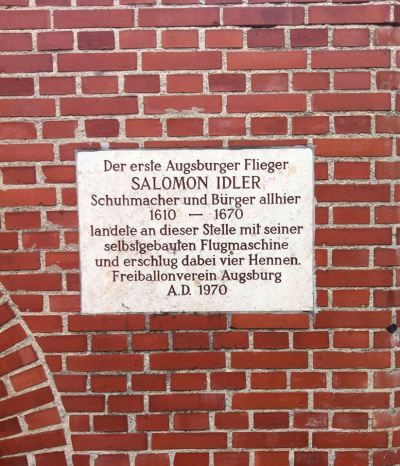 Der erste Augsburger Flieger
SALOMON IDLER
Schuhmacher und Bürger allhier
1610 — 1670
landete an dieser Stelle mit seiner
selbstgebauten Flugmaschine
und erschlug dabei vier Hennen.
Freiballonverein Augsburg
A.D. 1970